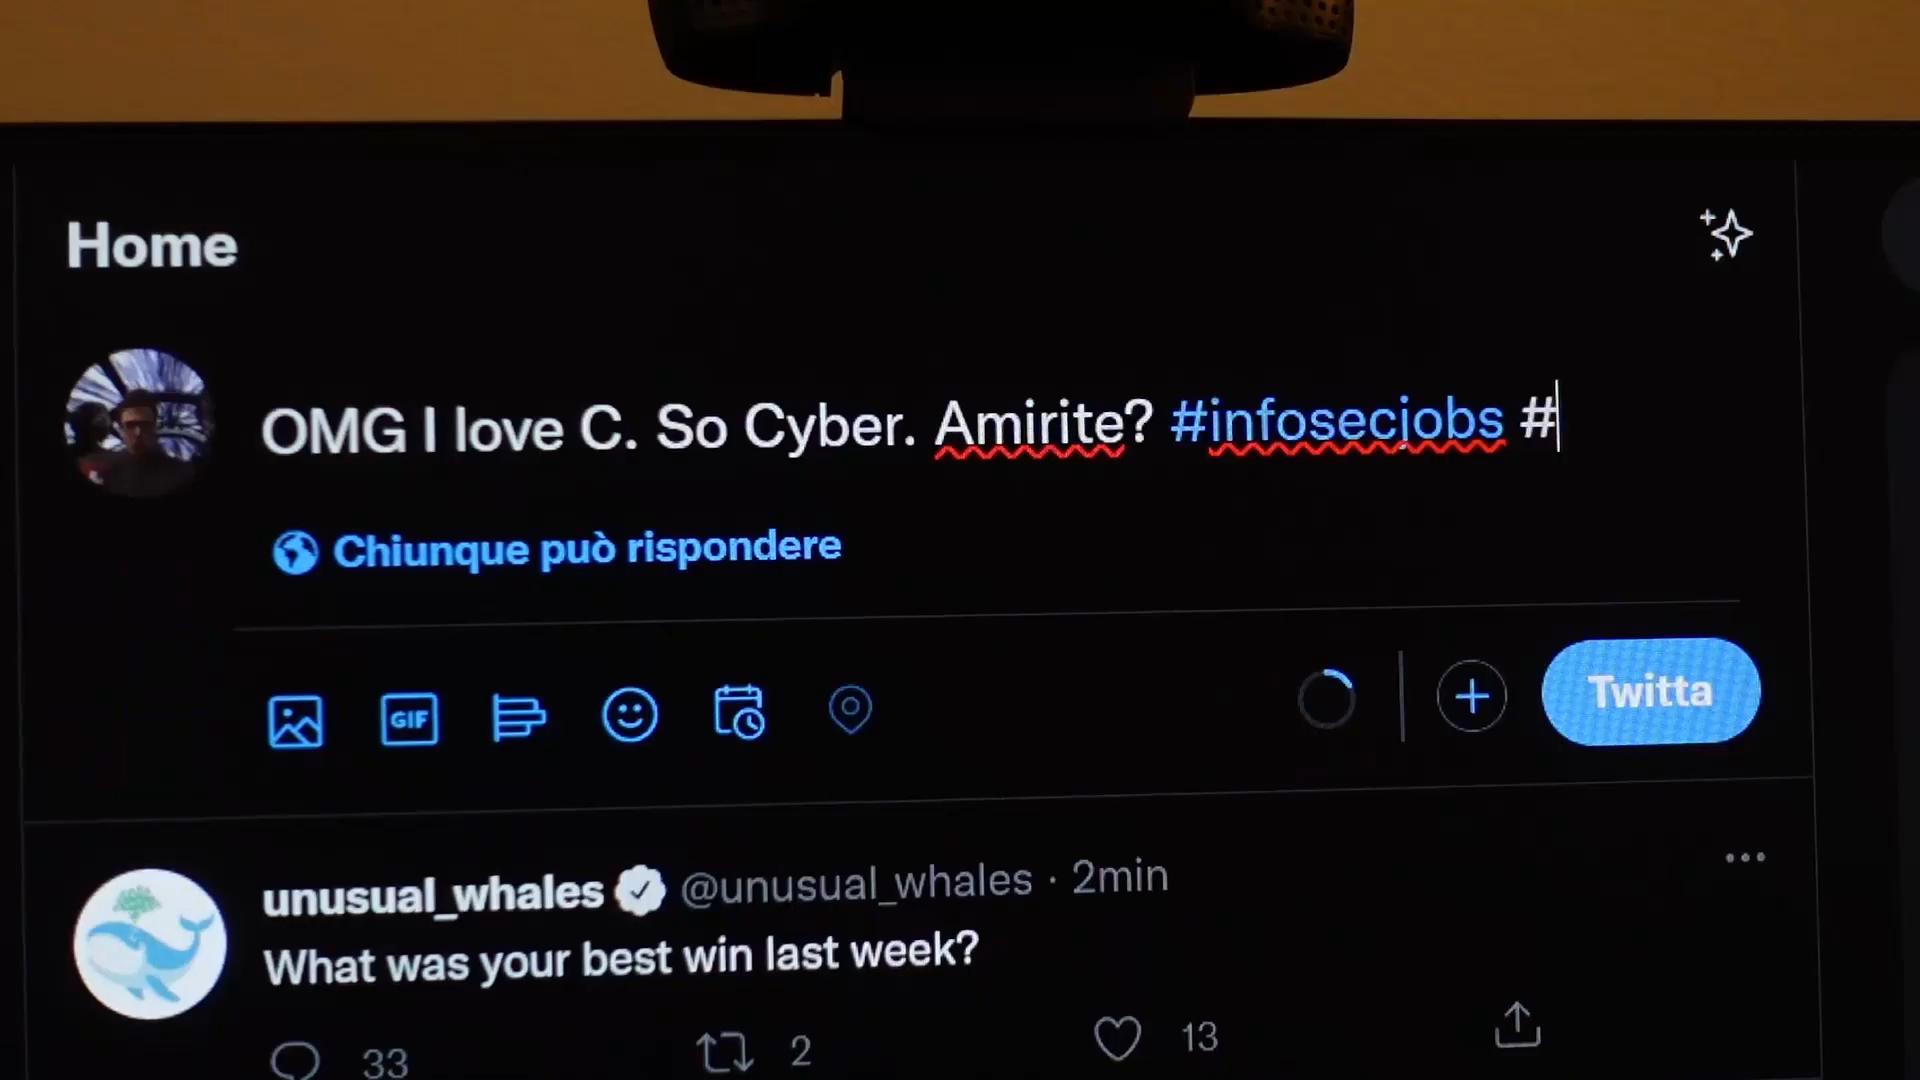 Home
OMG I love C. So Cyber. Amirite? #infosecjobs #
Chiunque può rispondere
GIF
Twitta
unusual_whales @unusual_whales · 2min
What was your best win last week?
33 2 13